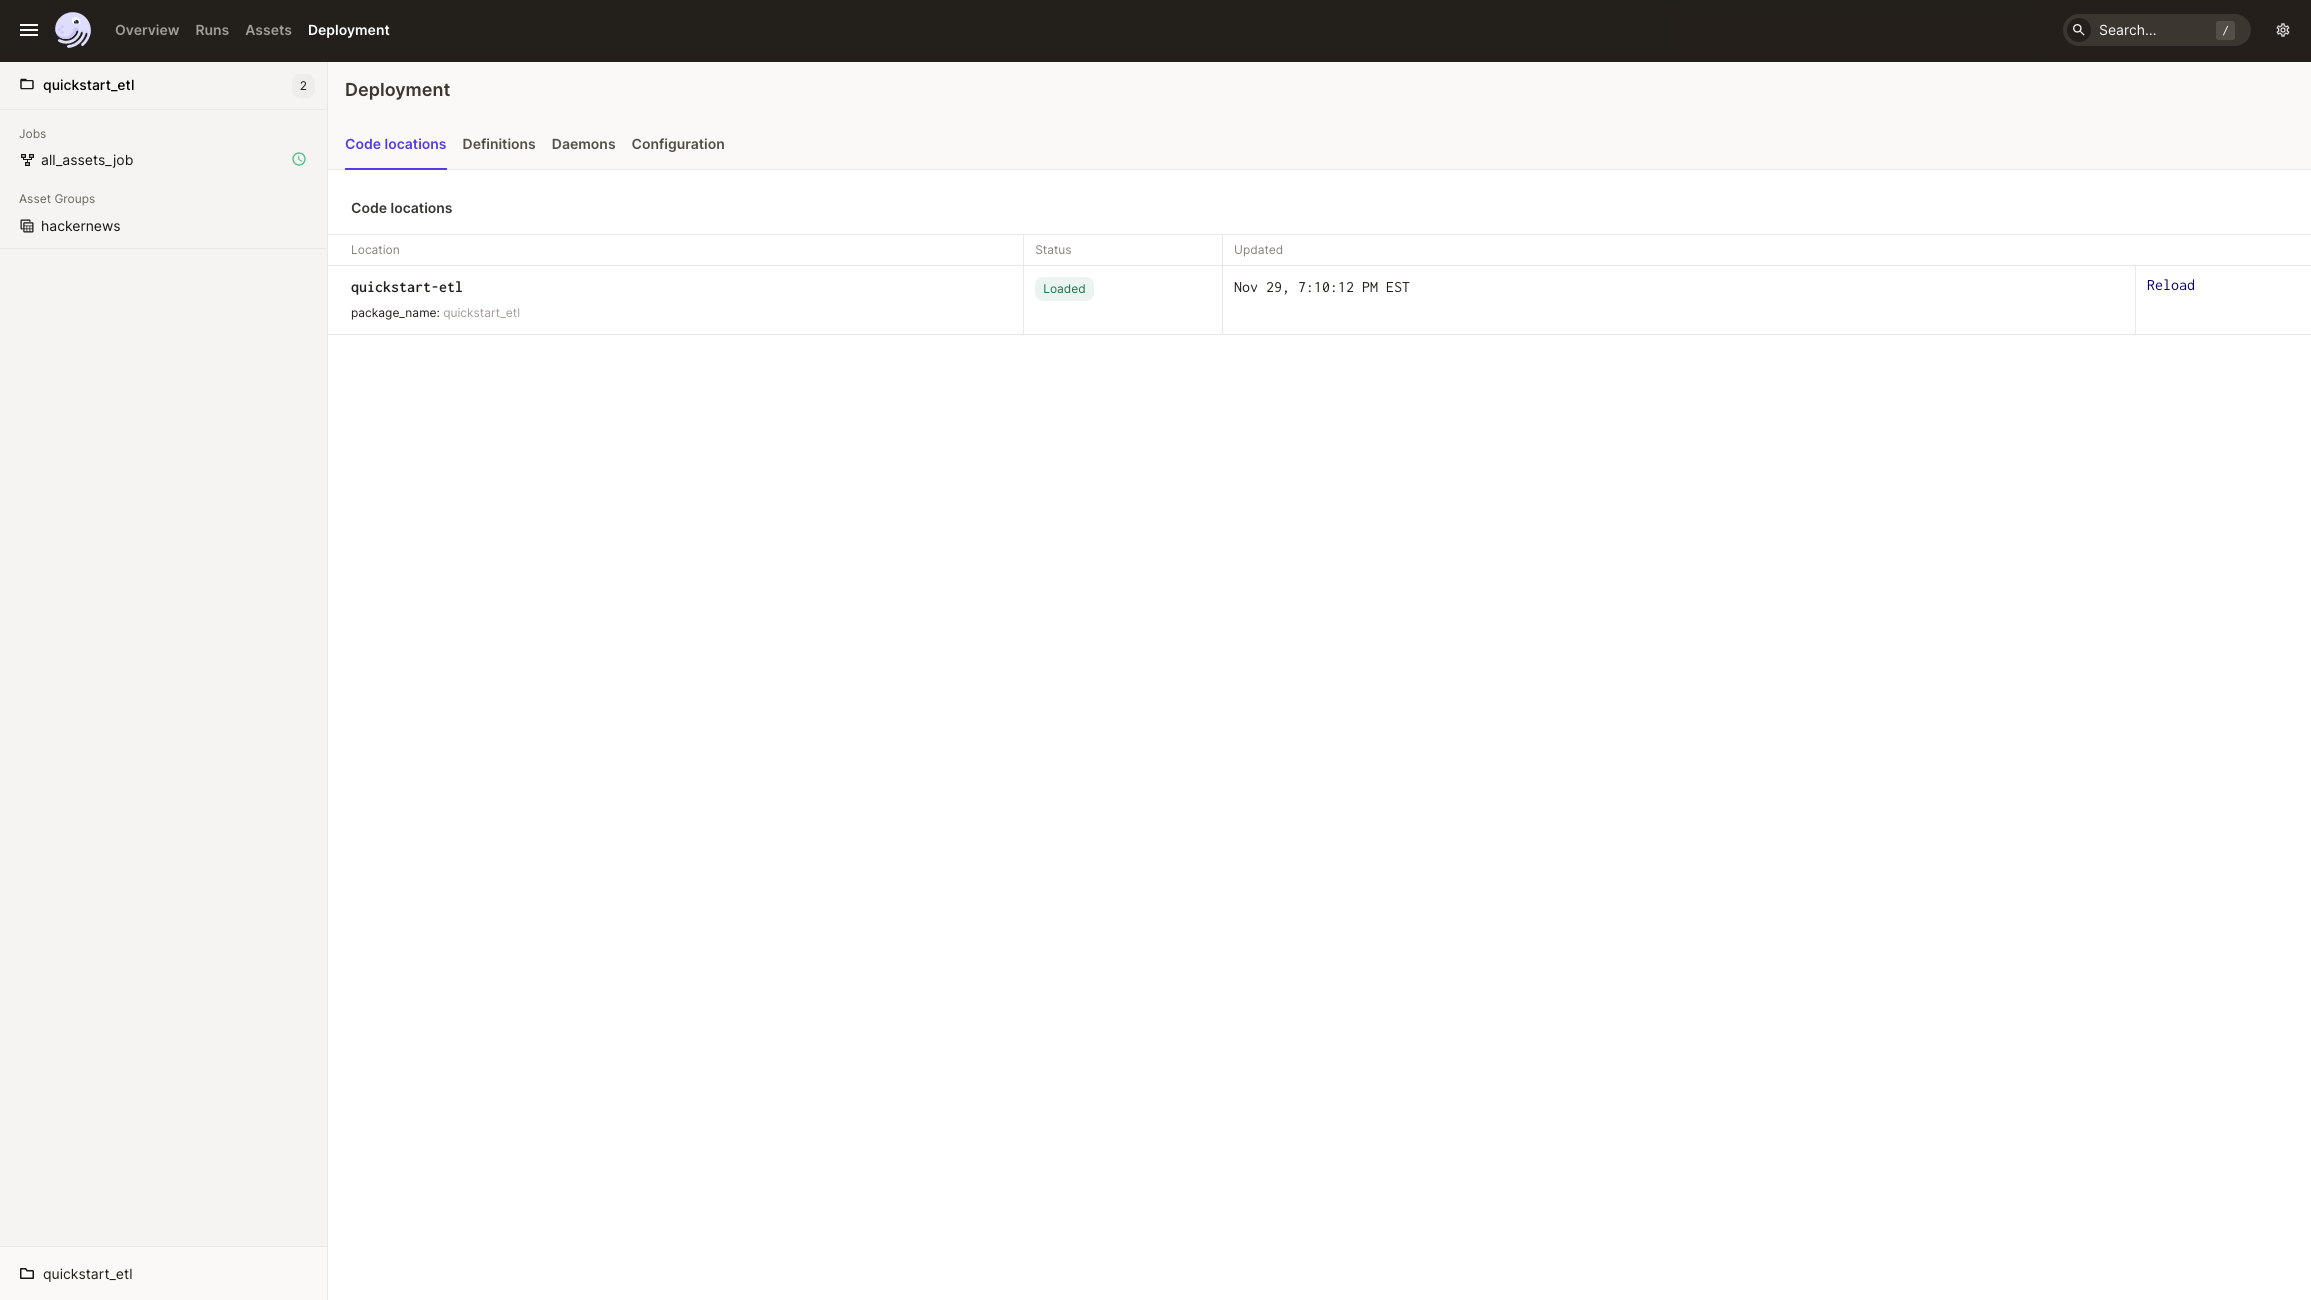 Overview Runs Assets Deployment Search... /
quickstart_etl 2
Jobs
all_assets_job
Asset Groups
hackernews
Deployment
Code locations Definitions Daemons Configuration
Code locations
Location Status Updated
quickstart-etl Loaded Nov 29, 7:10:12 PM EST Reload
package_name: quickstart_etl
quickstart_etl